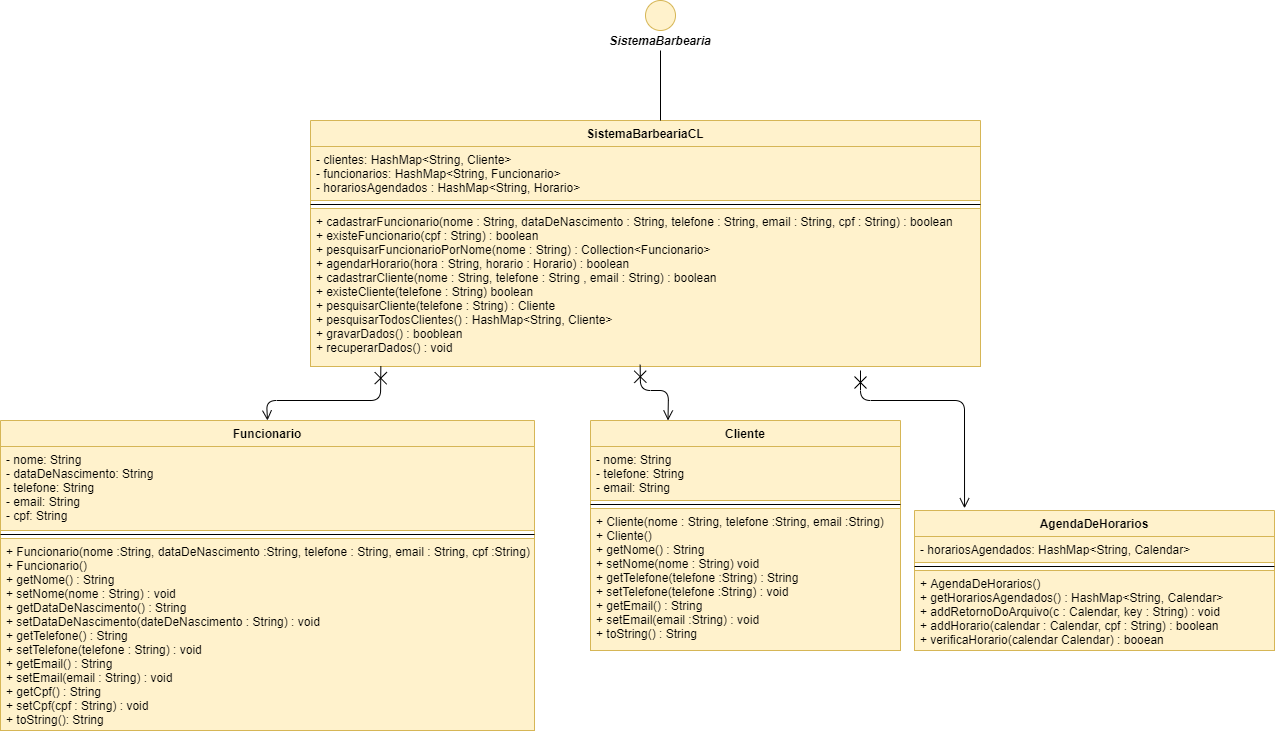 SistemaBarbearia
SistemaBarbeariaCL
- clientes: HashMap<String, Cliente>
- funcionarios: HashMap<String, Funcionario>
- horariosAgendados : HashMap<String, Horario>
+ cadastrarFuncionario(nome : String, dataDeNascimento : String, telefone : String, email : String, cpf : String) : boolean
+ existeFuncionario(cpf : String) : boolean
+ pesquisarFuncionarioPorNome(nome : String) : Collection<Funcionario>
+ agendarHorario(hora : String, horario : Horario) : boolean
+ cadastrarCliente(nome : String, telefone : String , email : String) : boolean
+ existeCliente(telefone : String) boolean
+ pesquisarCliente(telefone : String) : Cliente
+ pesquisarTodosClientes() : HashMap<String, Cliente>
+ gravarDados() : booblean
+ recuperarDados() : void
Funcionario
- nome: String
- dataDeNascimento: String
- telefone: String
- email: String
- cpf: String
+ Funcionario(nome :String, dataDeNascimento :String, telefone : String, email : String, cpf :String)
+ Funcionario()
+ getNome() : String
+ setNome(nome : String) : void
+ getDataDeNascimento() : String
+ setDataDeNascimento(dateDeNascimento : String) : void
+ getTelefone() : String
+ setTelefone(telefone : String) : void
+ getEmail() : String
+ setEmail(email : String) : void
+ getCpf() : String
+ setCpf(cpf : String) : void
+ toString(): String
Cliente
- nome: String
- telefone: String
- email: String
+ Cliente(nome : String, telefone :String, email :String)
+ Cliente()
+ getNome() : String
+ setNome(nome : String) void
+ getTelefone(telefone :String) : String
+ setTelefone(telefone :String) : void
+ getEmail() : String
+ setEmail(email :String) : void
+ toString() : String
AgendaDeHorarios
- horariosAgendados: HashMap<String, Calendar>
+ AgendaDeHorarios()
+ getHorariosAgendados() : HashMap<String, Calendar>
+ addRetornoDoArquivo(c : Calendar, key : String) : void
+ addHorario(calendar : Calendar, cpf : String) : boolean
+ verificaHorario(calendar Calendar) : booean